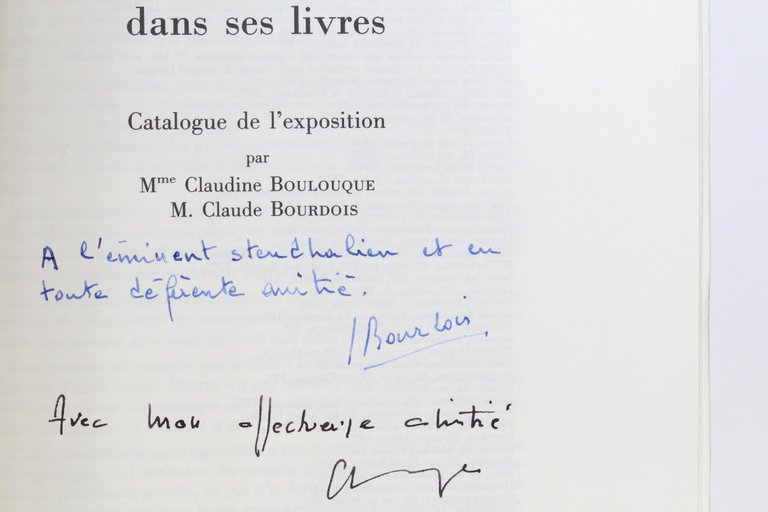 dans ses livres
Catalogue de l'exposition
par
Mme Claudine BOULOUQUE
M. Claude BOURDOIS
A l'éminent stendhalien et en
toute déférente amitié.
Bourdois
Avec mon affectueuse amitié